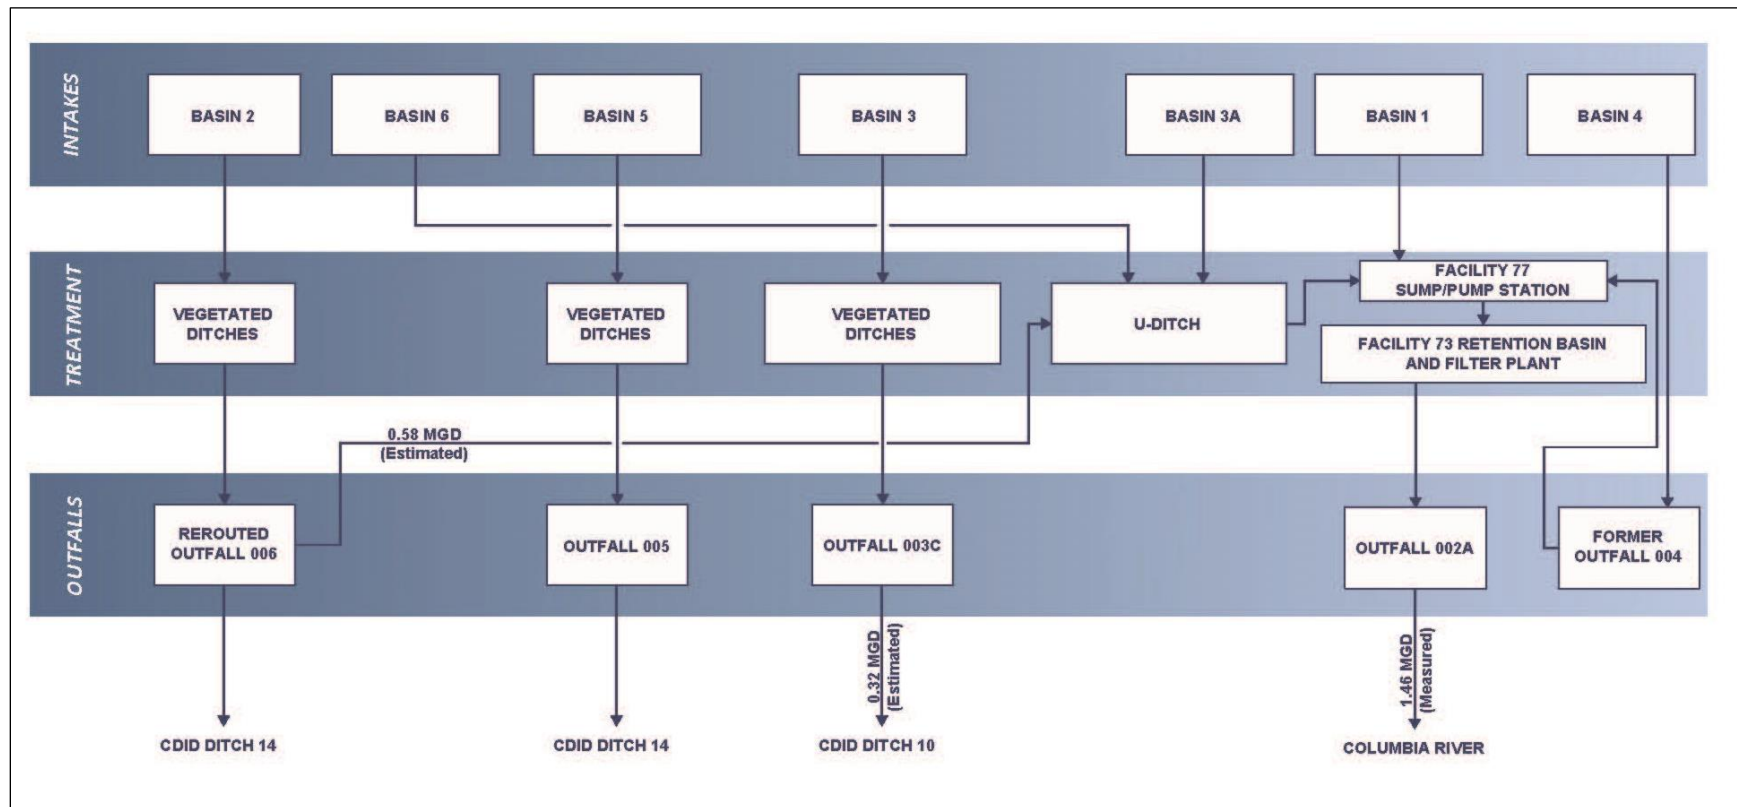 INTAKES
BASIN 2
BASIN 6
BASIN 5
BASIN 3
BASIN 3A
BASIN 1
BASIN 4
TREATMENT
VEGETATED
DITCHES
VEGETATED
DITCHES
VEGETATED
DITCHES
U-DITCH
FACILITY 77
SUMP/PUMP STATION
FACILITY 73 RETENTION BASIN
AND FILTER PLANT
0.58 MGD
(Estimated)
OUTFALLS
REROUTED
OUTFALL 006
OUTFALL 005
OUTFALL 003C
OUTFALL 002A
FORMER
OUTFALL 004
0.32 MGD
(Estimated)
1.46 MGD
(Measured)
CDID DITCH 14
CDID DITCH 14
CDID DITCH 10
COLUMBIA RIVER